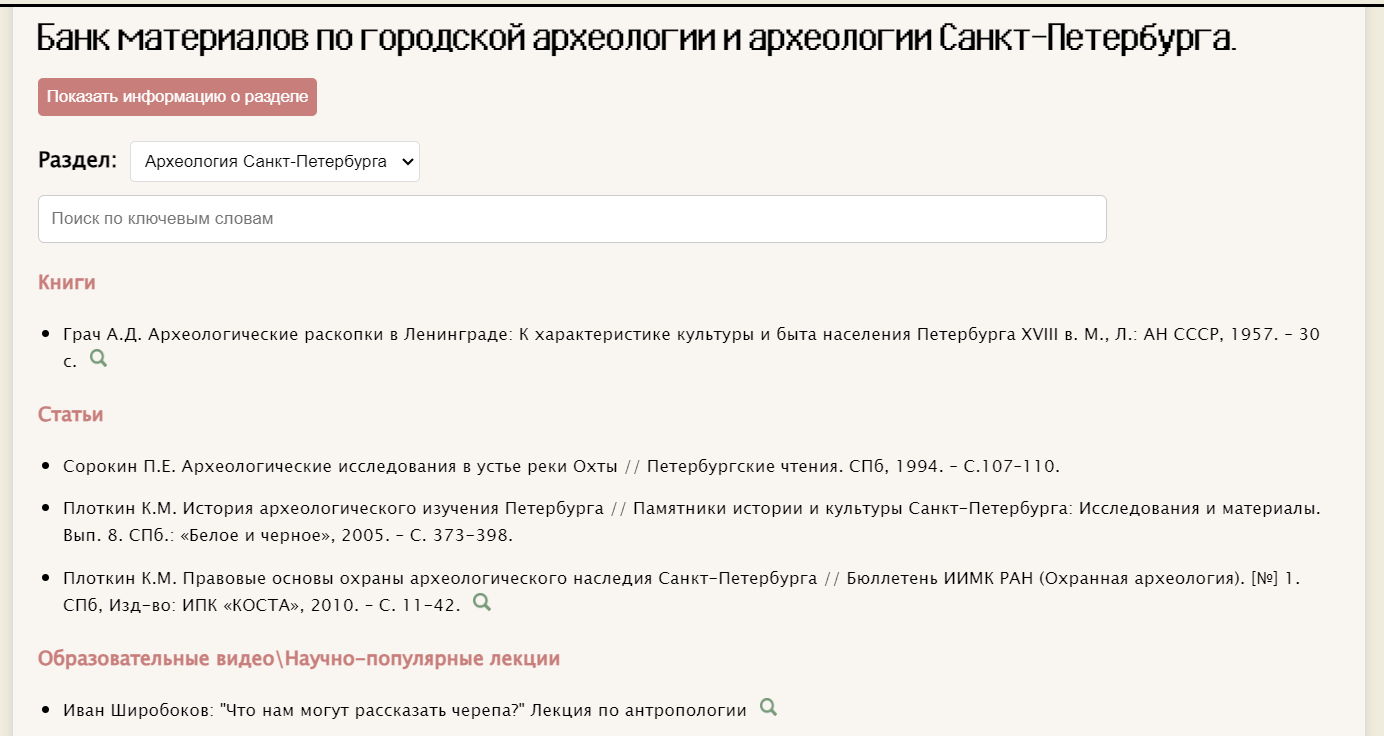 Банк материалов по городской археологии и археологии Санкт-Петербурга.
Показать информацию о разделе
Раздел: Археология Санкт-Петербурга
Поиск по ключевым словам
Книги
• Грач А.Д. Археологические раскопки в Ленинграде: К характеристике культуры и быта населения Петербурга XVIII в. М., Л.: АН СССР, 1957. – 30
с.
Статьи
• Сорокин П.Е. Археологические исследования в устье реки Охты // Петербургские чтения. СПб, 1994. – С.107–110.
• Плоткин К.М. История археологического изучения Петербурга // Памятники истории и культуры Санкт-Петербурга: Исследования и материалы.
Вып. 8. СПб.: «Белое и черное», 2005. – С. 373–398.
• Плоткин К.М. Правовые основы охраны археологического наследия Санкт-Петербурга // Бюллетень ИИМК РАН (Охранная археология). [№] 1.
СПб, Изд-во: ИПК «КОСТА», 2010. – С. 11–42.
Образовательные видео\Научно-популярные лекции
• Иван Широбоков: "Что нам могут рассказать черепа?" Лекция по антропологии